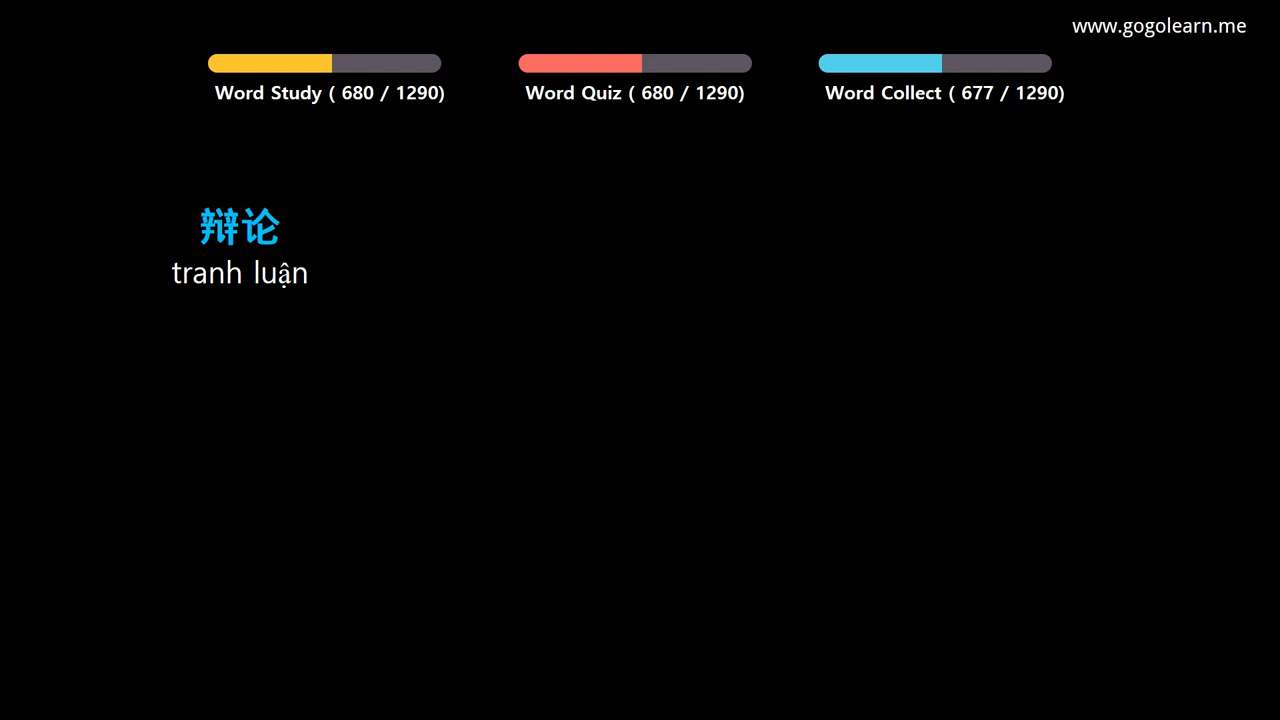 www.gogolearn.me
Word Study ( 680 / 1290)
Word Quiz ( 680 / 1290)
Word Collect ( 677 / 1290)
辩论
tranh luận